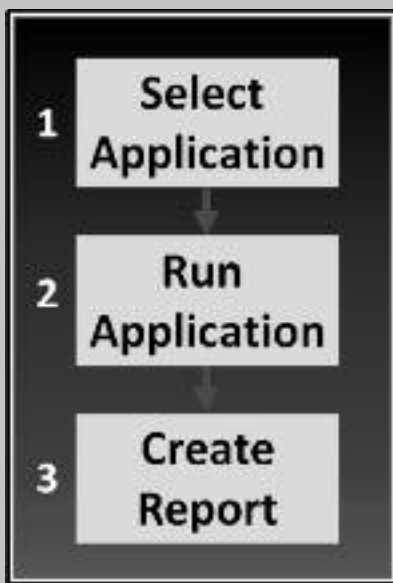 1
Select
Application
2
Run
Application
3
Create
Report